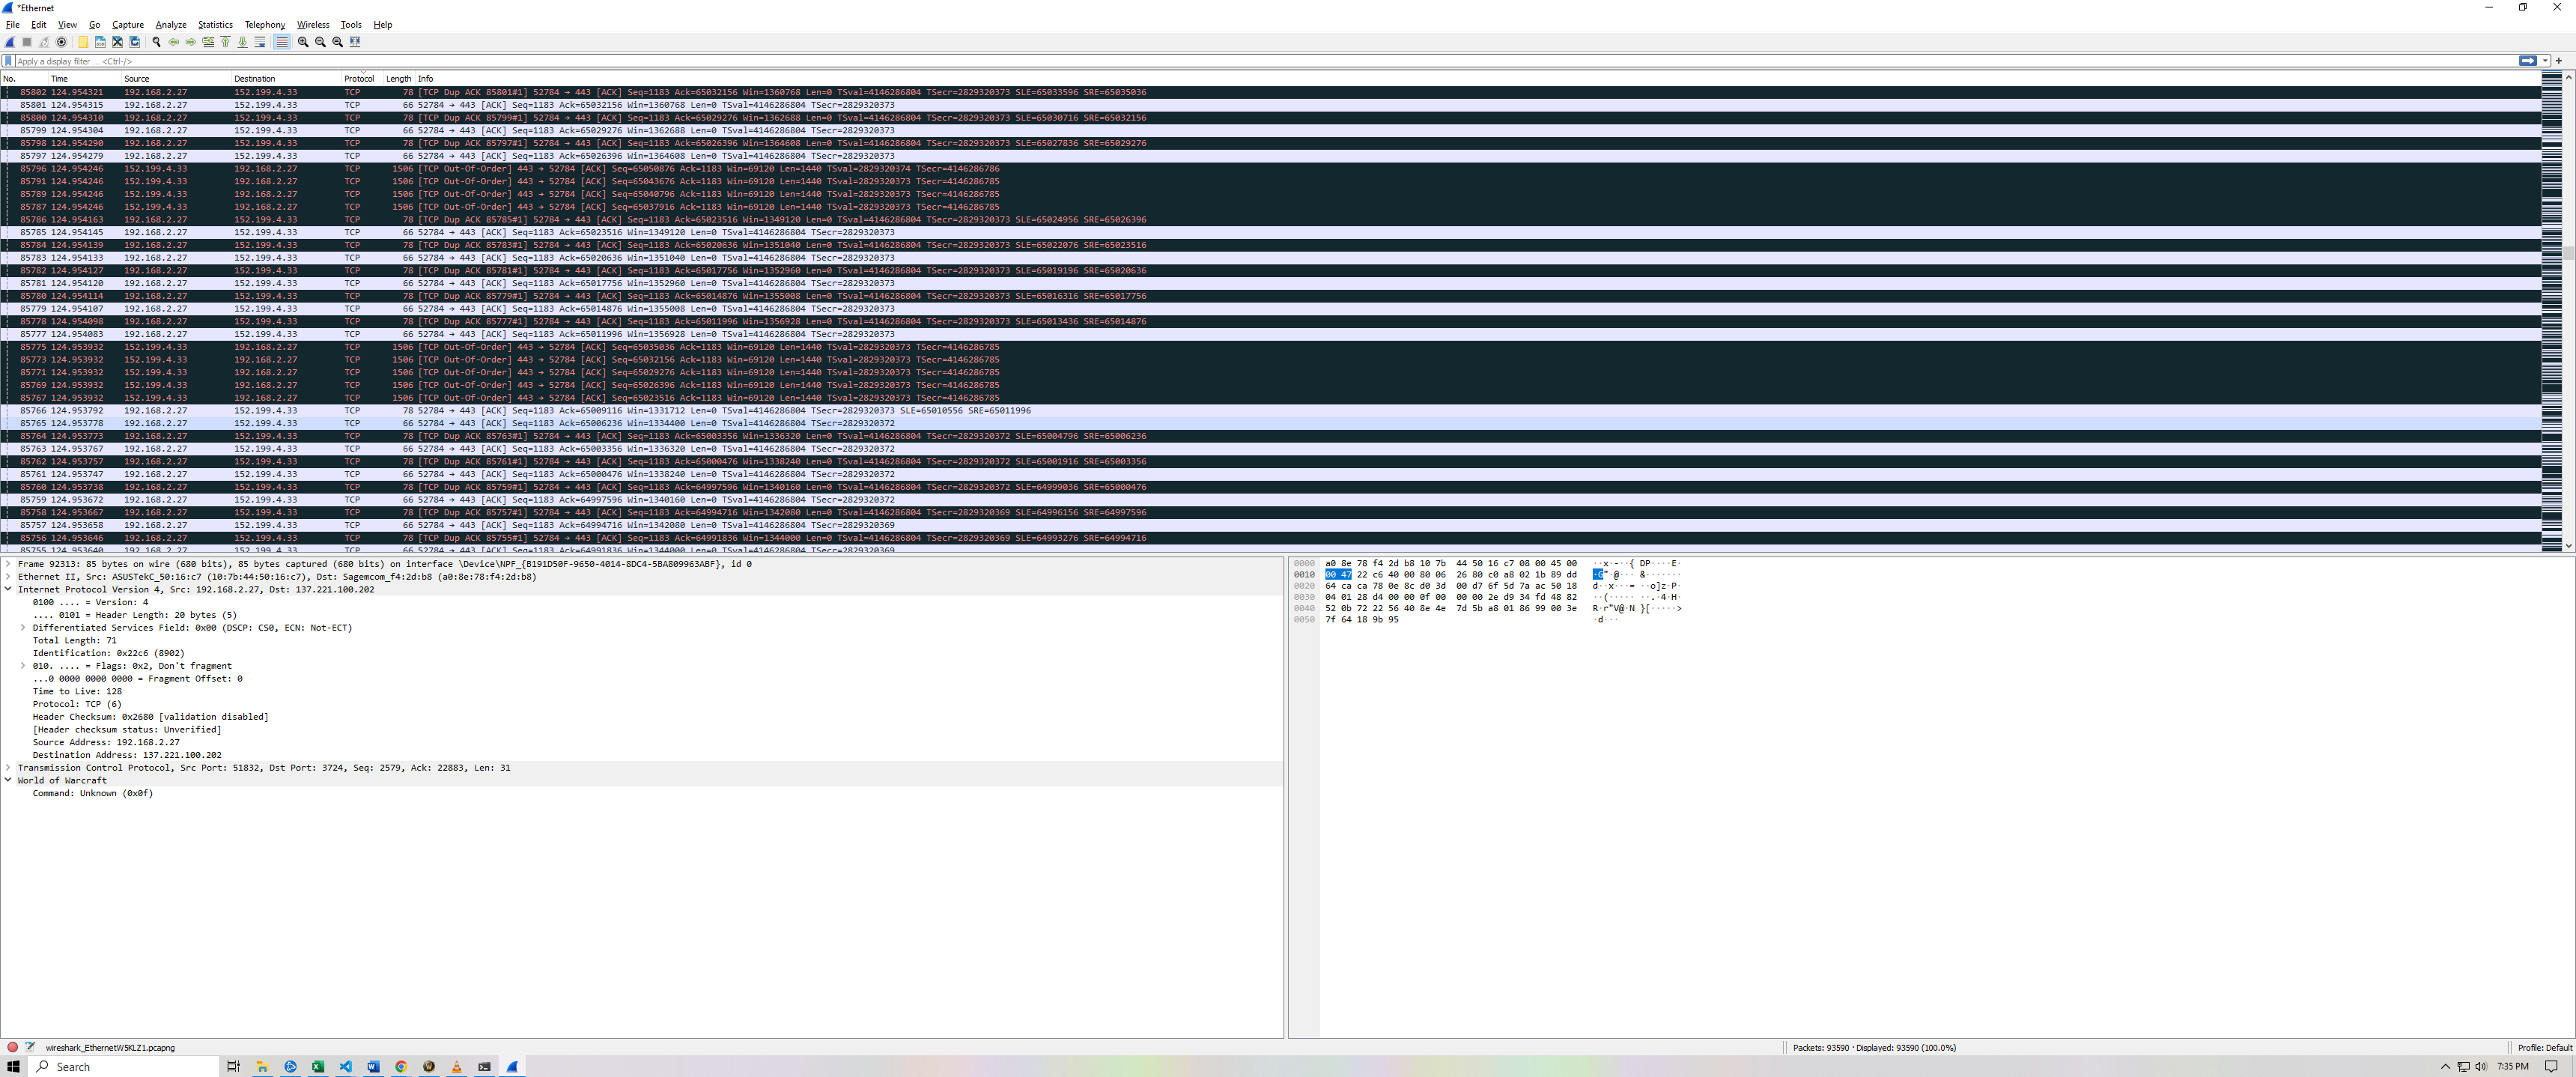 *Ethernet
File Edit View Go Capture Analyze Statistics Telephony Wireless Tools Help
Apply a display filter ... <Ctrl-/>
No. Time Source Destination Protocol Length Info
85802 124.954321 192.168.2.27 152.199.4.33 TCP 78 [TCP Dup ACK 85801#1] 52784 → 443 [ACK] Seq=1183 Ack=65032156 Win=1360768 Len=0 TSval=4146286804 TSecr=2829320373 SLE=65033596 SRE=65035036
85801 124.954315 192.168.2.27 152.199.4.33 TCP 66 52784 → 443 [ACK] Seq=1183 Ack=65032156 Win=1360768 Len=0 TSval=4146286804 TSecr=2829320373
85800 124.954310 192.168.2.27 152.199.4.33 TCP 78 [TCP Dup ACK 85799#1] 52784 → 443 [ACK] Seq=1183 Ack=65029276 Win=1362688 Len=0 TSval=4146286804 TSecr=2829320373 SLE=65030716 SRE=65032156
85799 124.954304 192.168.2.27 152.199.4.33 TCP 66 52784 → 443 [ACK] Seq=1183 Ack=65029276 Win=1362688 Len=0 TSval=4146286804 TSecr=2829320373
85798 124.954290 192.168.2.27 152.199.4.33 TCP 78 [TCP Dup ACK 85797#1] 52784 → 443 [ACK] Seq=1183 Ack=65026396 Win=1364608 Len=0 TSval=4146286804 TSecr=2829320373 SLE=65027836 SRE=65029276
85797 124.954279 192.168.2.27 152.199.4.33 TCP 66 52784 → 443 [ACK] Seq=1183 Ack=65026396 Win=1364608 Len=0 TSval=4146286804 TSecr=2829320373
85796 124.954246 152.199.4.33 192.168.2.27 TCP 1506 [TCP Out-Of-Order] 443 → 52784 [ACK] Seq=65050876 Ack=1183 Win=69120 Len=1440 TSval=2829320374 TSecr=4146286786
85791 124.954246 152.199.4.33 192.168.2.27 TCP 1506 [TCP Out-Of-Order] 443 → 52784 [ACK] Seq=65043676 Ack=1183 Win=69120 Len=1440 TSval=2829320373 TSecr=4146286785
85789 124.954246 152.199.4.33 192.168.2.27 TCP 1506 [TCP Out-Of-Order] 443 → 52784 [ACK] Seq=65040796 Ack=1183 Win=69120 Len=1440 TSval=2829320373 TSecr=4146286785
85787 124.954246 152.199.4.33 192.168.2.27 TCP 1506 [TCP Out-Of-Order] 443 → 52784 [ACK] Seq=65037916 Ack=1183 Win=69120 Len=1440 TSval=2829320373 TSecr=4146286785
85786 124.954163 192.168.2.27 152.199.4.33 TCP 78 [TCP Dup ACK 85785#1] 52784 → 443 [ACK] Seq=1183 Ack=65023516 Win=1349120 Len=0 TSval=4146286804 TSecr=2829320373 SLE=65024956 SRE=65026396
85785 124.954145 192.168.2.27 152.199.4.33 TCP 66 52784 → 443 [ACK] Seq=1183 Ack=65023516 Win=1349120 Len=0 TSval=4146286804 TSecr=2829320373
85784 124.954139 192.168.2.27 152.199.4.33 TCP 78 [TCP Dup ACK 85783#1] 52784 → 443 [ACK] Seq=1183 Ack=65020636 Win=1351040 Len=0 TSval=4146286804 TSecr=2829320373 SLE=65022076 SRE=65023516
85783 124.954133 192.168.2.27 152.199.4.33 TCP 66 52784 → 443 [ACK] Seq=1183 Ack=65020636 Win=1351040 Len=0 TSval=4146286804 TSecr=2829320373
85782 124.954127 192.168.2.27 152.199.4.33 TCP 78 [TCP Dup ACK 85781#1] 52784 → 443 [ACK] Seq=1183 Ack=65017756 Win=1352960 Len=0 TSval=4146286804 TSecr=2829320373 SLE=65019196 SRE=65020636
85781 124.954120 192.168.2.27 152.199.4.33 TCP 66 52784 → 443 [ACK] Seq=1183 Ack=65017756 Win=1352960 Len=0 TSval=4146286804 TSecr=2829320373
85780 124.954114 192.168.2.27 152.199.4.33 TCP 78 [TCP Dup ACK 85779#1] 52784 → 443 [ACK] Seq=1183 Ack=65014876 Win=1355008 Len=0 TSval=4146286804 TSecr=2829320373 SLE=65016316 SRE=65017756
85779 124.954107 192.168.2.27 152.199.4.33 TCP 66 52784 → 443 [ACK] Seq=1183 Ack=65014876 Win=1355008 Len=0 TSval=4146286804 TSecr=2829320373
85778 124.954098 192.168.2.27 152.199.4.33 TCP 78 [TCP Dup ACK 85777#1] 52784 → 443 [ACK] Seq=1183 Ack=65011996 Win=1356928 Len=0 TSval=4146286804 TSecr=2829320373 SLE=65013436 SRE=65014876
85777 124.954083 192.168.2.27 152.199.4.33 TCP 66 52784 → 443 [ACK] Seq=1183 Ack=65011996 Win=1356928 Len=0 TSval=4146286804 TSecr=2829320373
85775 124.953932 152.199.4.33 192.168.2.27 TCP 1506 [TCP Out-Of-Order] 443 → 52784 [ACK] Seq=65035036 Ack=1183 Win=69120 Len=1440 TSval=2829320373 TSecr=4146286785
85773 124.953932 152.199.4.33 192.168.2.27 TCP 1506 [TCP Out-Of-Order] 443 → 52784 [ACK] Seq=65032156 Ack=1183 Win=69120 Len=1440 TSval=2829320373 TSecr=4146286785
85771 124.953932 152.199.4.33 192.168.2.27 TCP 1506 [TCP Out-Of-Order] 443 → 52784 [ACK] Seq=65029276 Ack=1183 Win=69120 Len=1440 TSval=2829320373 TSecr=4146286785
85769 124.953932 152.199.4.33 192.168.2.27 TCP 1506 [TCP Out-Of-Order] 443 → 52784 [ACK] Seq=65026396 Ack=1183 Win=69120 Len=1440 TSval=2829320373 TSecr=4146286785
85767 124.953932 152.199.4.33 192.168.2.27 TCP 1506 [TCP Out-Of-Order] 443 → 52784 [ACK] Seq=65023516 Ack=1183 Win=69120 Len=1440 TSval=2829320373 TSecr=4146286785
85766 124.953792 192.168.2.27 152.199.4.33 TCP 78 52784 → 443 [ACK] Seq=1183 Ack=65009116 Win=1331712 Len=0 TSval=4146286804 TSecr=2829320373 SLE=65010556 SRE=65011996
85765 124.953778 192.168.2.27 152.199.4.33 TCP 66 52784 → 443 [ACK] Seq=1183 Ack=65006236 Win=1334400 Len=0 TSval=4146286804 TSecr=2829320372
85764 124.953773 192.168.2.27 152.199.4.33 TCP 78 [TCP Dup ACK 85763#1] 52784 → 443 [ACK] Seq=1183 Ack=65003356 Win=1336320 Len=0 TSval=4146286804 TSecr=2829320372 SLE=65004796 SRE=65006236
85763 124.953767 192.168.2.27 152.199.4.33 TCP 66 52784 → 443 [ACK] Seq=1183 Ack=65003356 Win=1336320 Len=0 TSval=4146286804 TSecr=2829320372
85762 124.953757 192.168.2.27 152.199.4.33 TCP 78 [TCP Dup ACK 85761#1] 52784 → 443 [ACK] Seq=1183 Ack=65000476 Win=1338240 Len=0 TSval=4146286804 TSecr=2829320372 SLE=65001916 SRE=65003356
85761 124.953747 192.168.2.27 152.199.4.33 TCP 66 52784 → 443 [ACK] Seq=1183 Ack=65000476 Win=1338240 Len=0 TSval=4146286804 TSecr=2829320372
85760 124.953738 192.168.2.27 152.199.4.33 TCP 78 [TCP Dup ACK 85759#1] 52784 → 443 [ACK] Seq=1183 Ack=64997596 Win=1340160 Len=0 TSval=4146286804 TSecr=2829320372 SLE=64999036 SRE=65000476
85759 124.953672 192.168.2.27 152.199.4.33 TCP 66 52784 → 443 [ACK] Seq=1183 Ack=64997596 Win=1340160 Len=0 TSval=4146286804 TSecr=2829320372
85758 124.953667 192.168.2.27 152.199.4.33 TCP 78 [TCP Dup ACK 85757#1] 52784 → 443 [ACK] Seq=1183 Ack=64994716 Win=1342080 Len=0 TSval=4146286804 TSecr=2829320369 SLE=64996156 SRE=64997596
85757 124.953658 192.168.2.27 152.199.4.33 TCP 66 52784 → 443 [ACK] Seq=1183 Ack=64994716 Win=1342080 Len=0 TSval=4146286804 TSecr=2829320369
85756 124.953646 192.168.2.27 152.199.4.33 TCP 78 [TCP Dup ACK 85755#1] 52784 → 443 [ACK] Seq=1183 Ack=64991836 Win=1344000 Len=0 TSval=4146286804 TSecr=2829320369 SLE=64993276 SRE=64994716
85755 124.953640 192.168.2.27 152.199.4.33 TCP 66 52784 → 443 [ACK] Seq=1183 Ack=64991836 Win=1344000 Len=0 TSval=4146286804 TSecr=2829320369
Frame 92313: 85 bytes on wire (680 bits), 85 bytes captured (680 bits) on interface \Device\NPF_{B191D50F-9650-4014-8DC4-5BA809963ABF}, id 0
Ethernet II, Src: ASUSTekC_50:16:c7 (10:7b:44:50:16:c7), Dst: Sagemcom_f4:2d:b8 (a0:8e:78:f4:2d:b8)
Internet Protocol Version 4, Src: 192.168.2.27, Dst: 137.221.100.202
0100 .... = Version: 4
.... 0101 = Header Length: 20 bytes (5)
Differentiated Services Field: 0x00 (DSCP: CS0, ECN: Not-ECT)
Total Length: 71
Identification: 0x22c6 (8902)
010. .... = Flags: 0x2, Don't fragment
...0 0000 0000 0000 = Fragment Offset: 0
Time to Live: 128
Protocol: TCP (6)
Header Checksum: 0x2680 [validation disabled]
[Header checksum status: Unverified]
Source Address: 192.168.2.27
Destination Address: 137.221.100.202
Transmission Control Protocol, Src Port: 51832, Dst Port: 3724, Seq: 2579, Ack: 22883, Len: 31
World of Warcraft
Command: Unknown (0x0f)
0000 a0 8e 78 f4 2d b8 10 7b 44 50 16 c7 08 00 45 00 ··x·-··{ DP····E·
0010 00 47 22 c6 40 00 80 06 26 80 c0 a8 02 1b 89 dd ·G"·@··· &·······
0020 64 ca ca 78 0e 8c d0 3d 00 d7 6f 5d 7a ac 50 18 d··x···= ··o]z·P·
0030 04 01 28 d4 00 00 0f 00 00 00 2e d9 34 fd 48 82 ··(····· ··.·4·H·
0040 52 0b 72 22 56 40 8e 4e 7d 5b a8 01 86 99 00 3e R·r"V@·N }[·····>
0050 7f 64 18 9b 95 ·d···
wireshark_EthernetW5KLZ1.pcapng
Packets: 93590 · Displayed: 93590 (100.0%)
Profile: Default
Search
7:35 PM